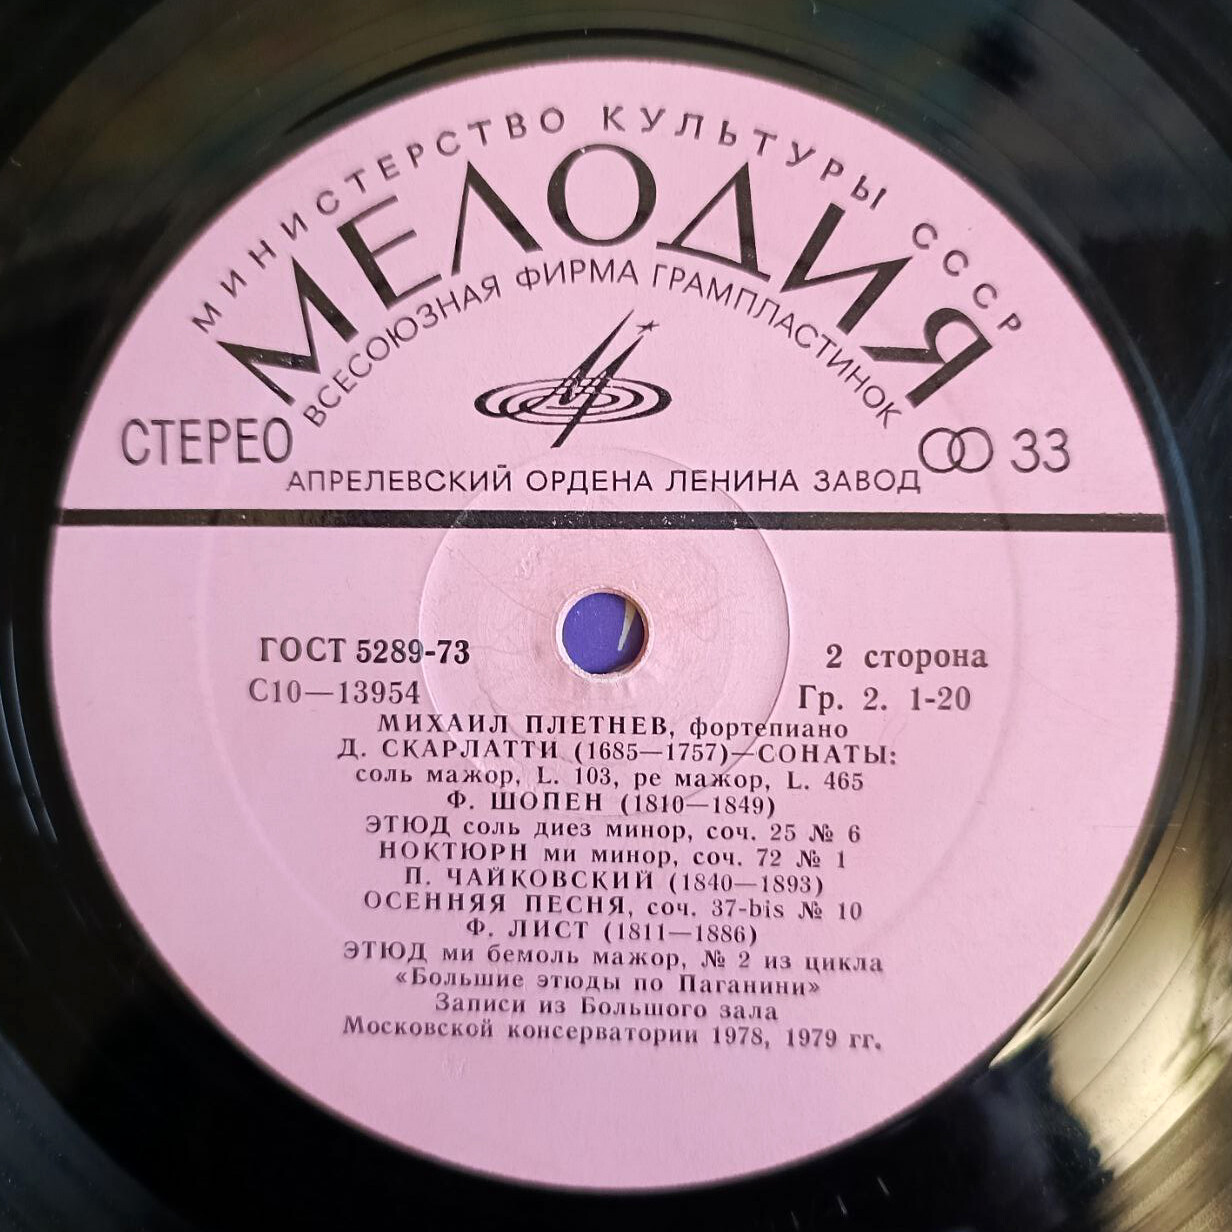 МИНИСТЕРСТВО КУЛЬТУРЫ СССР
МЕЛОДИЯ
ВСЕСОЮЗНАЯ ФИРМА ГРАМПЛАСТИНОК
СТЕРЕО
33
АПРЕЛЕВСКИЙ ОРДЕНА ЛЕНИНА ЗАВОД
ГОСТ 5289-73
2 сторона
С10—13954
Гр. 2. 1-20
МИХАИЛ ПЛЕТНЕВ, фортепиано
Д. СКАРЛАТТИ (1685—1757)—СОНАТЫ:
соль мажор, L. 103, ре мажор, L. 465
Ф. ШОПЕН (1810—1849)
ЭТЮД соль диез минор, соч. 25 № 6
НОКТЮРН ми минор, соч. 72 № 1
П. ЧАЙКОВСКИЙ (1840—1893)
ОСЕННЯЯ ПЕСНЯ, соч. 37-bis № 10
Ф. ЛИСТ (1811—1886)
ЭТЮД ми бемоль мажор, № 2 из цикла
«Большие этюды по Паганини»
Записи из Большого зала
Московской консерватории 1978, 1979 гг.